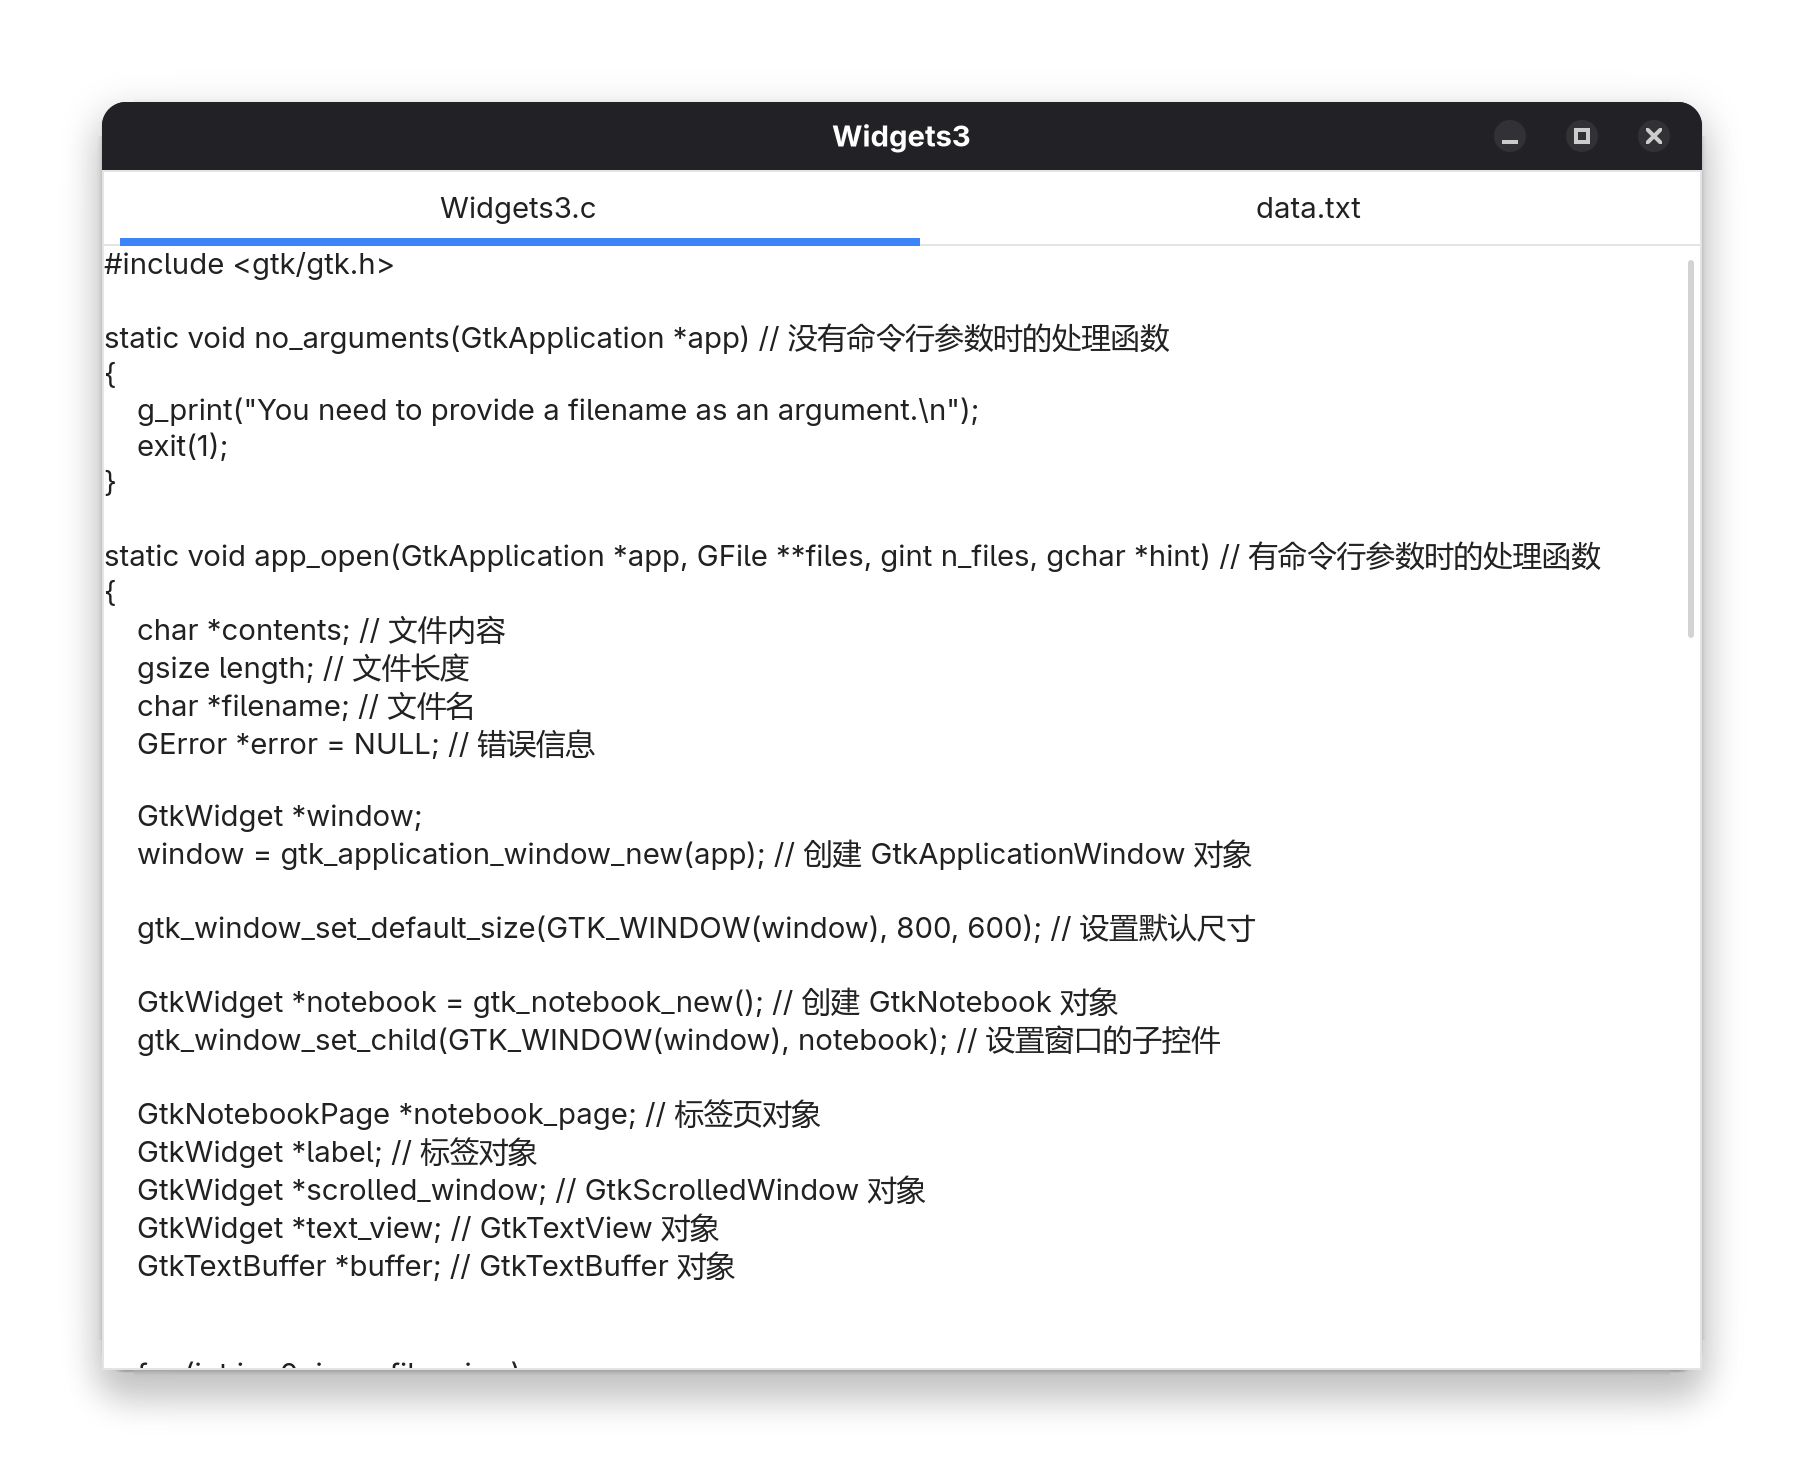 Widgets3
Widgets3.c
data.txt
#include <gtk/gtk.h>
static void no_arguments(GtkApplication *app) // 没有命令行参数时的处理函数
{
    g_print("You need to provide a filename as an argument.\n");
    exit(1);
}
static void app_open(GtkApplication *app, GFile **files, gint n_files, gchar *hint) // 有命令行参数时的处理函数
{
    char *contents; // 文件内容
    gsize length; // 文件长度
    char *filename; // 文件名
    GError *error = NULL; // 错误信息
    GtkWidget *window;
    window = gtk_application_window_new(app); // 创建 GtkApplicationWindow 对象
    gtk_window_set_default_size(GTK_WINDOW(window), 800, 600); // 设置默认尺寸
    GtkWidget *notebook = gtk_notebook_new(); // 创建 GtkNotebook 对象
    gtk_window_set_child(GTK_WINDOW(window), notebook); // 设置窗口的子控件
    GtkNotebookPage *notebook_page; // 标签页对象
    GtkWidget *label; // 标签对象
    GtkWidget *scrolled_window; // GtkScrolledWindow 对象
    GtkWidget *text_view; // GtkTextView 对象
    GtkTextBuffer *buffer; // GtkTextBuffer 对象